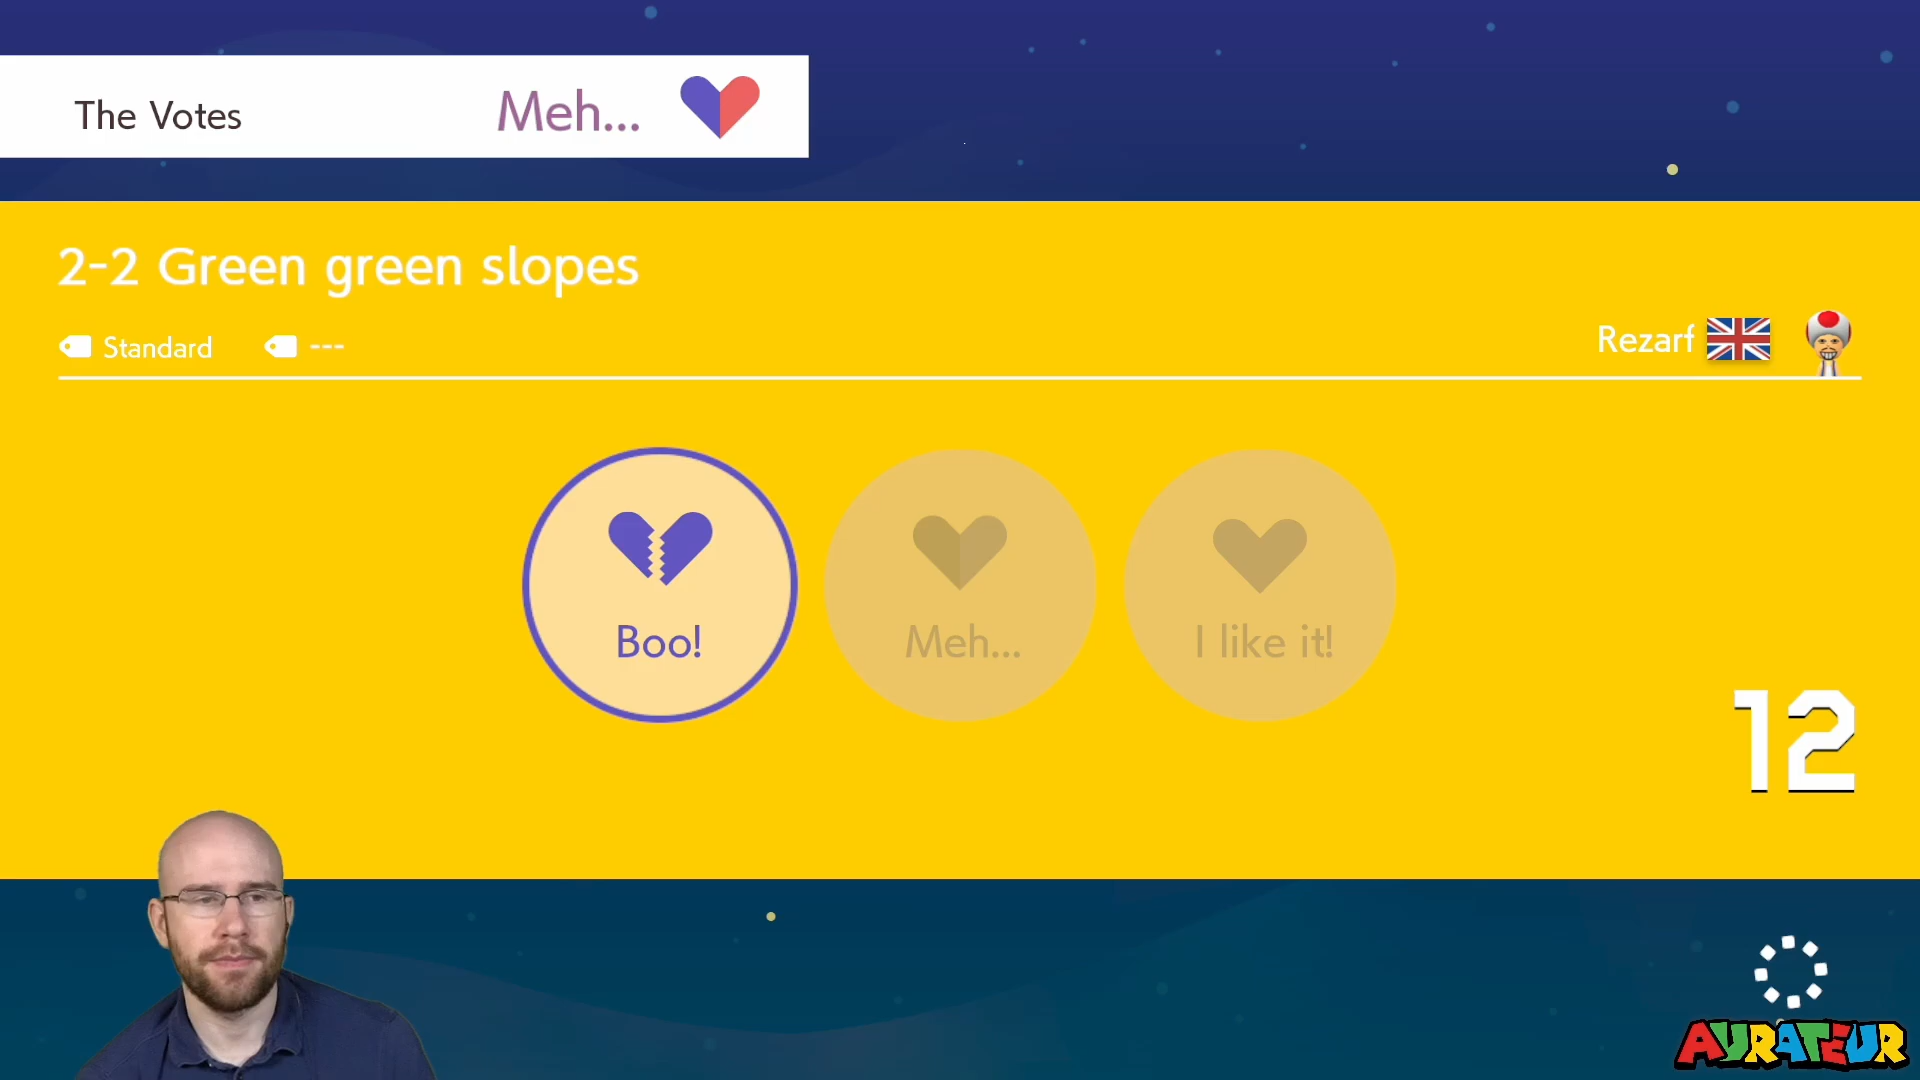 The Votes
Meh...
2-2 Green green slopes
Standard
---
Rezarf
Boo!
Meh...
I like it!
12
AURATEUR